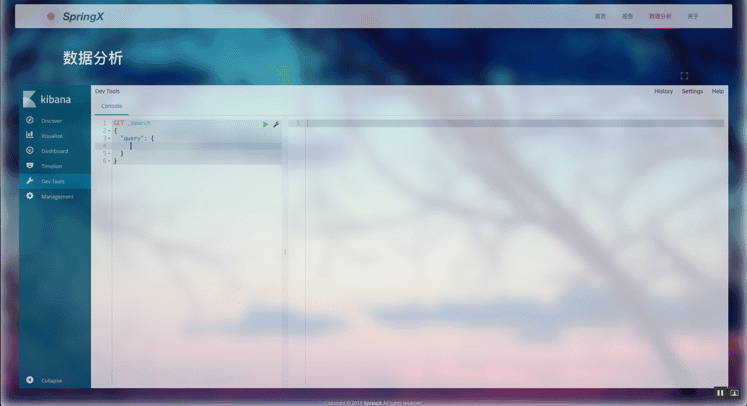 SpringX 首页 报告 数据分析 关于
数据分析
kibana
Dev Tools History Settings Help
Console
Discover
Visualize
Dashboard
Timelion
Dev Tools
Management
Collapse
1 GET _search
2 {
3 "query": {
4
5 }
6 }
1
Copyright © 2018 SpringX All rights reserved